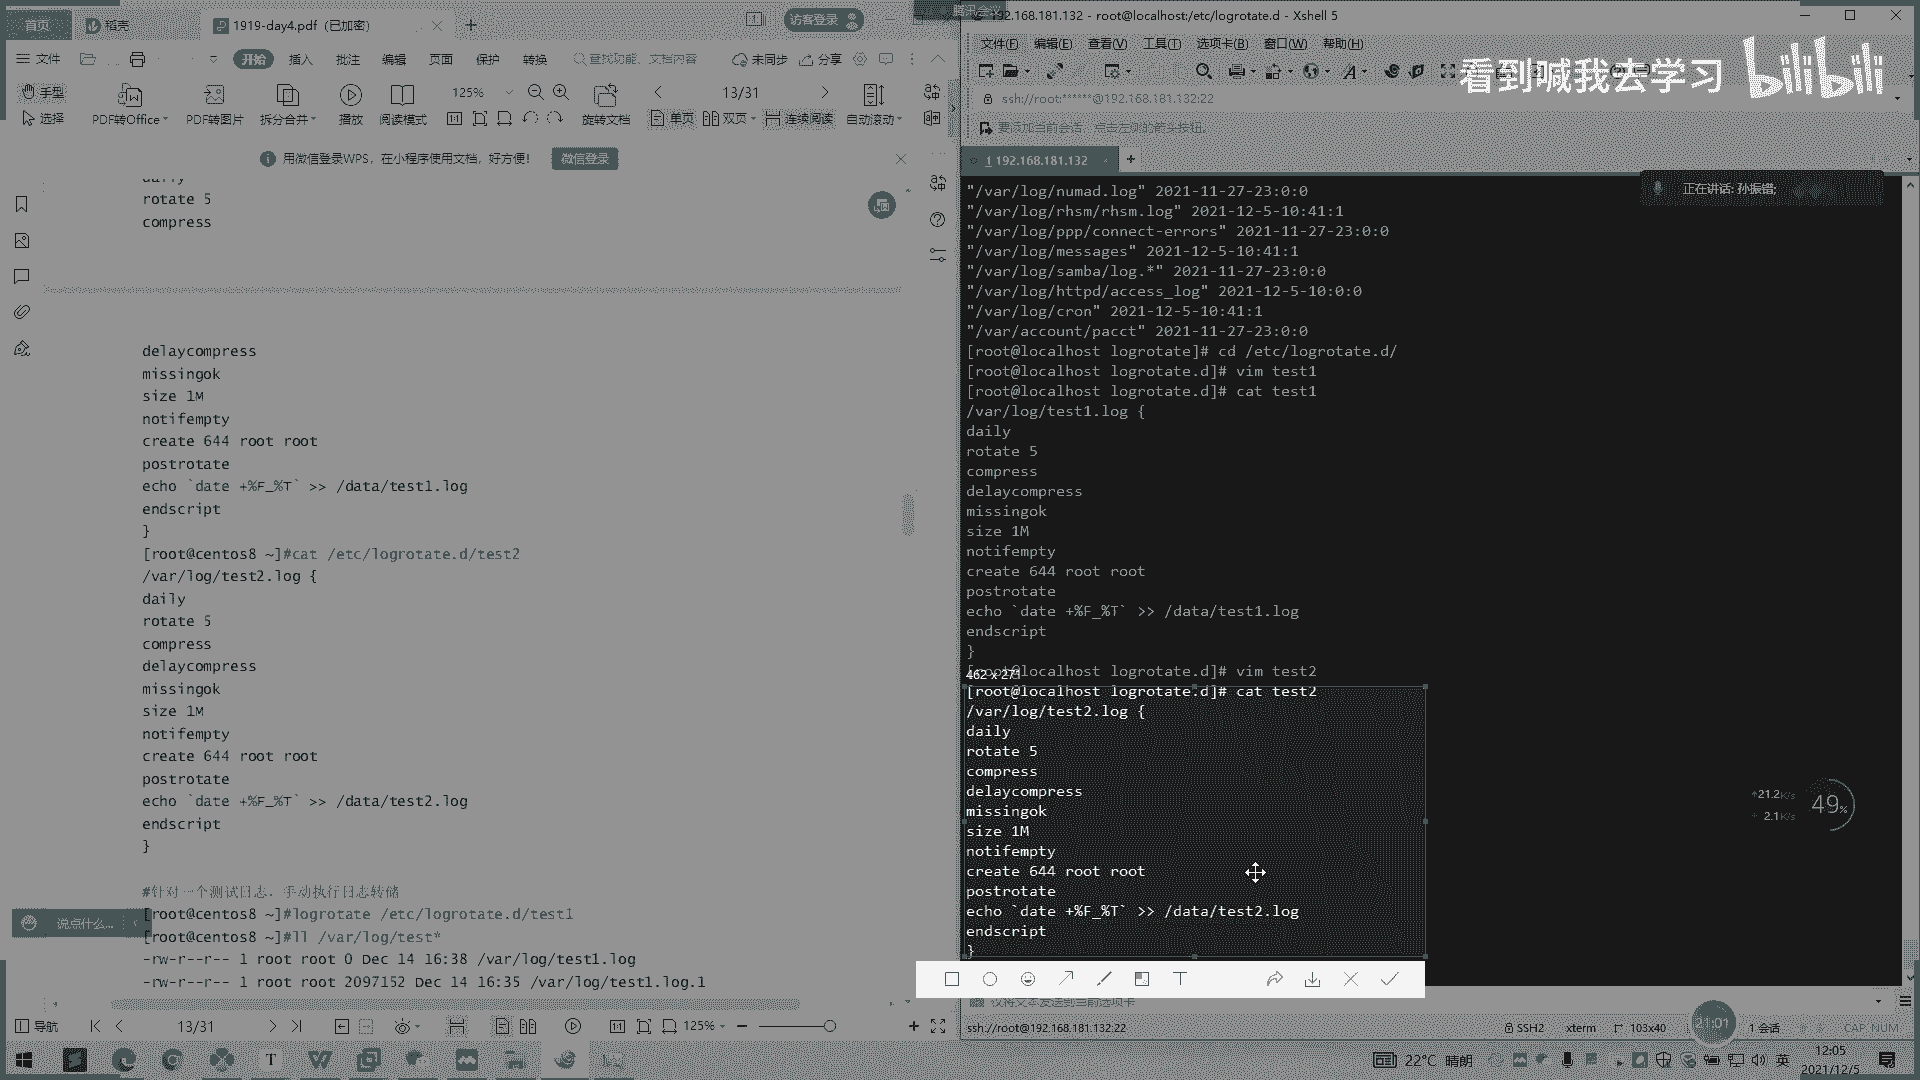 首页
稻壳
1919-day4.pdf (已加密)
访客登录
文件
开始
插入
批注
编辑
页面
保护
转换
查找功能、文档内容
未同步
分享
手型
选择
PDF转Office
PDF转图片
拆分合并
播放
阅读模式
125%
旋转文档
13/31
单页
双页
连续阅读
自动滚动
用微信登录WPS，在小程序使用文档，好方便！
微信登录
daily
rotate 5
compress
delaycompress
missingok
size 1M
notifempty
create 644 root root
postrotate
echo `date +%F_%T` >> /data/test1.log
endscript
}
[root@centos8 ~]#cat /etc/logrotate.d/test2
/var/log/test2.log {
daily
rotate 5
compress
delaycompress
missingok
size 1M
notifempty
create 644 root root
postrotate
echo `date +%F_%T` >> /data/test2.log
endscript
}
#针对一个测试日志，手动执行日志转储
[root@centos8 ~]#logrotate /etc/logrotate.d/test1
[root@centos8 ~]#ll /var/log/test*
-rw-r--r-- 1 root root 0 Dec 14 16:38 /var/log/test1.log
-rw-r--r-- 1 root root 2097152 Dec 14 16:35 /var/log/test1.log.1
说点什么...
导航
13/31
125%
腾讯会议
192.168.181.132 - root@localhost:/etc/logrotate.d - Xshell 5
文件(F)
编辑(E)
查看(V)
工具(T)
选项卡(B)
窗口(W)
帮助(H)
看到喊我去学习
bilibili
ssh://root:******@192.168.181.132:22
要添加当前会话，点击左侧的箭头按钮。
1 192.168.181.132
正在讲话: 孙振锴;
"/var/log/numad.log" 2021-11-27-23:0:0
"/var/log/rhsm/rhsm.log" 2021-12-5-10:41:1
"/var/log/ppp/connect-errors" 2021-11-27-23:0:0
"/var/log/messages" 2021-12-5-10:41:1
"/var/log/samba/log.*" 2021-11-27-23:0:0
"/var/log/httpd/access_log" 2021-12-5-10:0:0
"/var/log/cron" 2021-12-5-10:41:1
"/var/account/pacct" 2021-11-27-23:0:0
[root@localhost logrotate]# cd /etc/logrotate.d/
[root@localhost logrotate.d]# vim test1
[root@localhost logrotate.d]# cat test1
/var/log/test1.log {
daily
rotate 5
compress
delaycompress
missingok
size 1M
notifempty
create 644 root root
postrotate
echo `date +%F_%T` >> /data/test1.log
endscript
}
[root@localhost logrotate.d]# vim test2
[root@localhost logrotate.d]# cat test2
/var/log/test2.log {
daily
rotate 5
compress
delaycompress
missingok
size 1M
notifempty
create 644 root root
postrotate
echo `date +%F_%T` >> /data/test2.log
endscript
}
21.2K/s
2.1K/s
49%
仅将文本发送到当前选项卡
ssh://root@192.168.181.132:22
SSH2
xterm
103x40
21:01
1 会话
CAP NUM
22°C 晴朗
英
12:05
2021/12/5